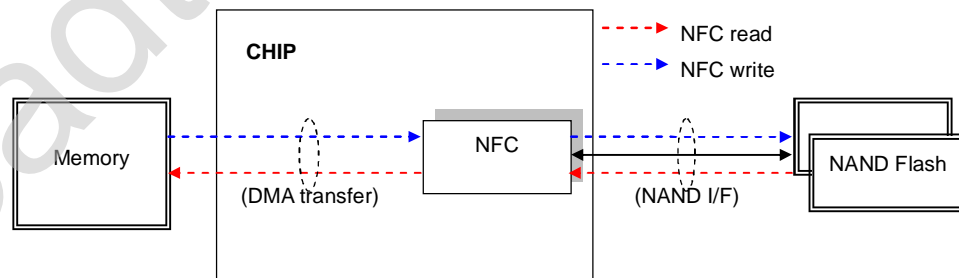 CHIP
NFC read
NFC write
Memory
NFC
NAND Flash
(DMA transfer)
(NAND I/F)